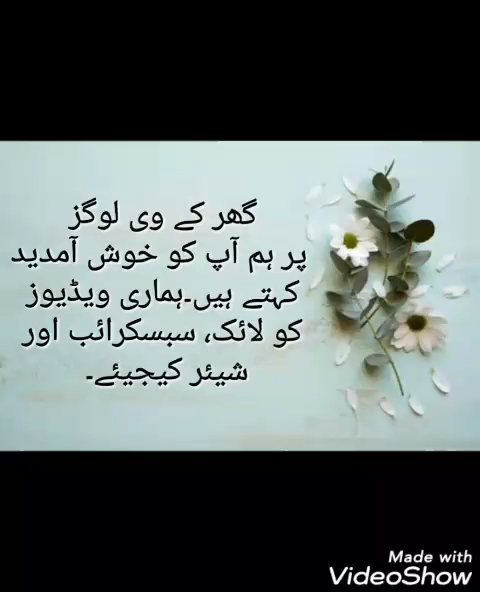 گھر کے وی لوگز
پر ہم آپ کو خوش آمدید
کہتے ہیں۔ہماری ویڈیوز
کو لائک، سبسکرائب اور
شیئر کیجیئے۔
Made with
VideoShow